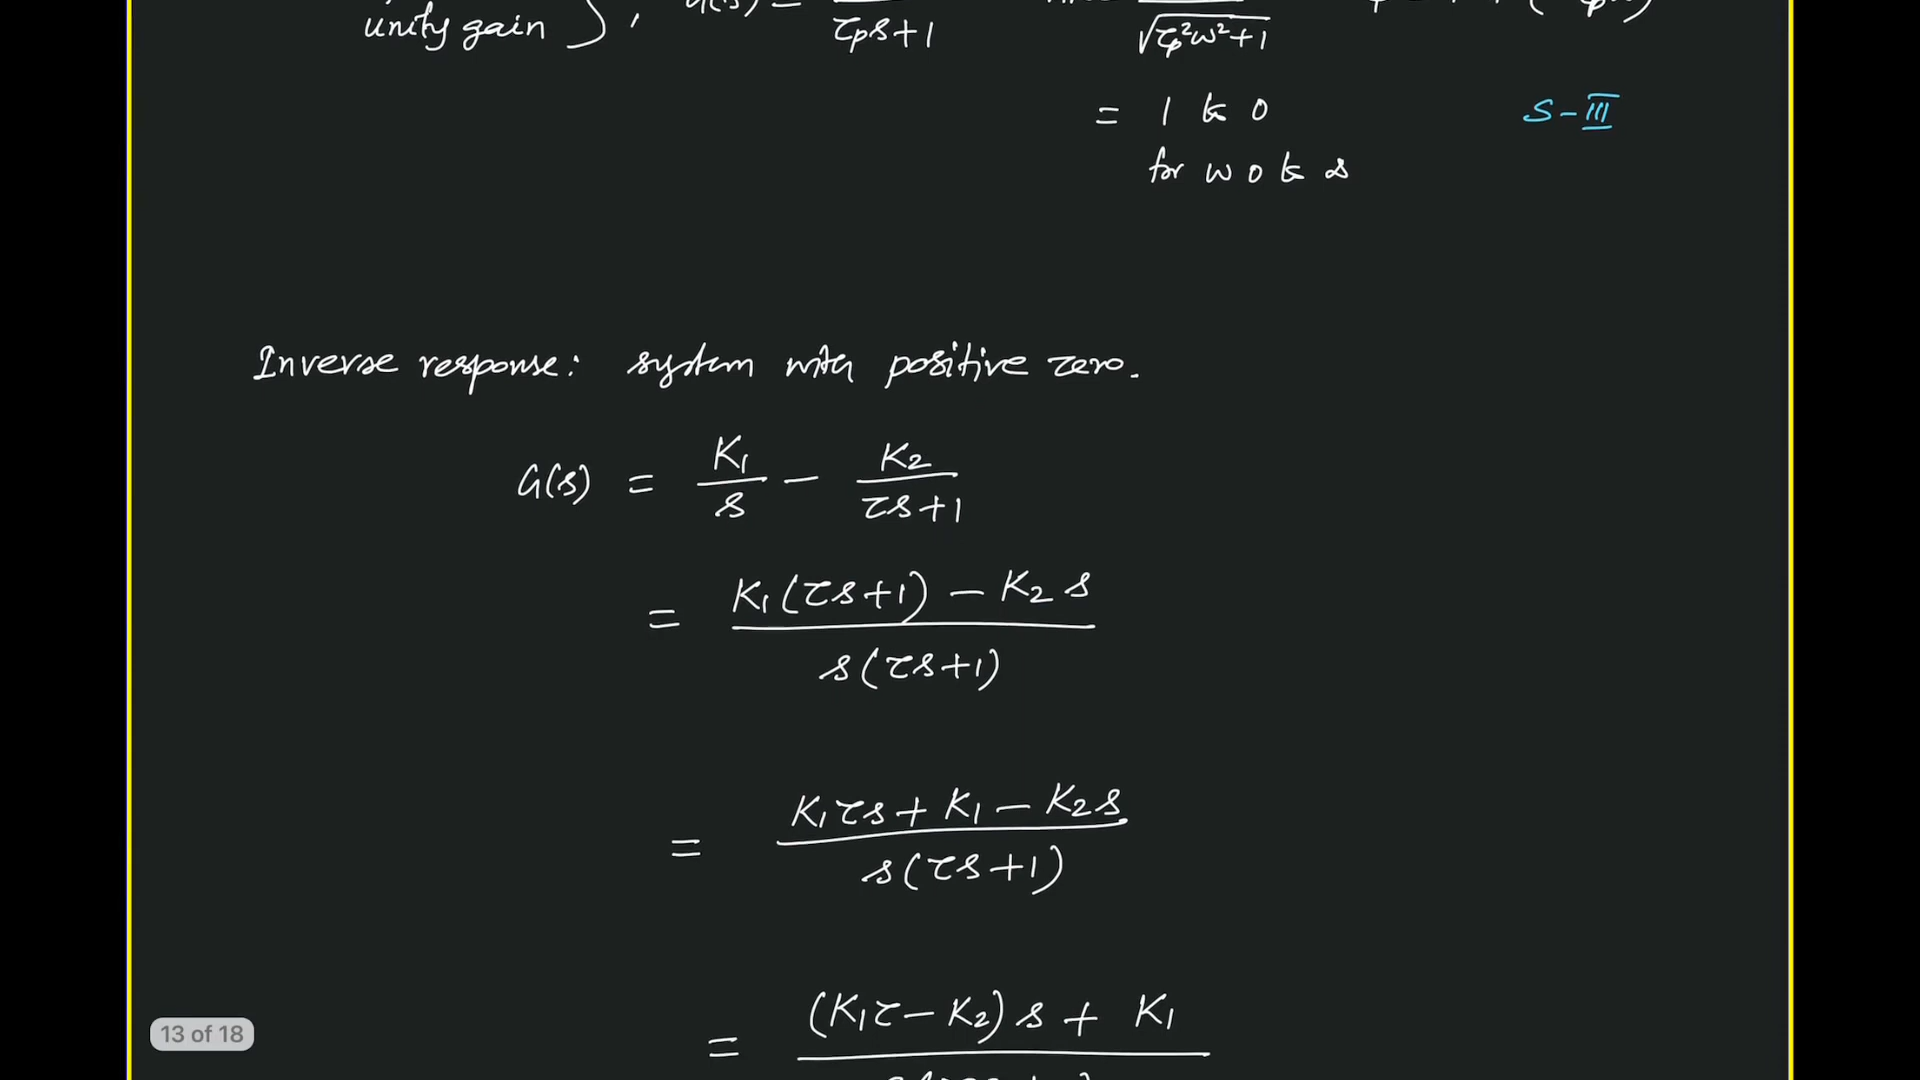 unity gain } , G(s) = τps+1 √τp²ω²+1
= 1 to 0 S-III
for ω 0 to ∞
Inverse response: system with positive zero.
G(s) = K1/s - K2/τs+1
= K1(τs+1) - K2 s
s(τs+1)
= K1τs + K1 - K2s
s(τs+1)
= (K1τ - K2) s + K1
13 of 18